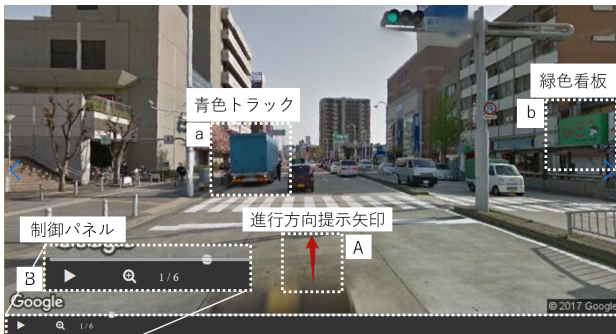 青色トラック
a
緑色看板
b
進行方向提示矢印
A
制御パネル
B
1 / 6
Google
© 2017 Google
1 / 6